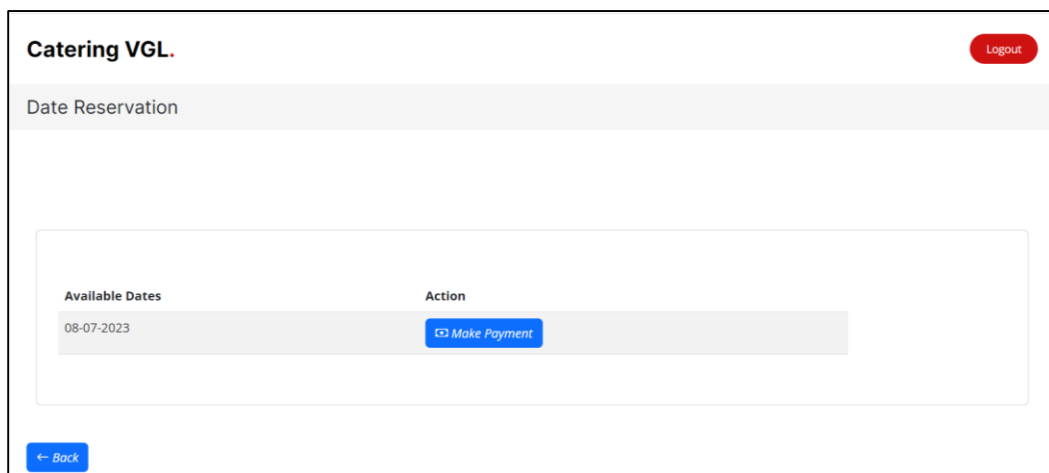 Catering VGL.
Logout
Date Reservation
Available Dates Action
08-07-2023 Make Payment
← Back